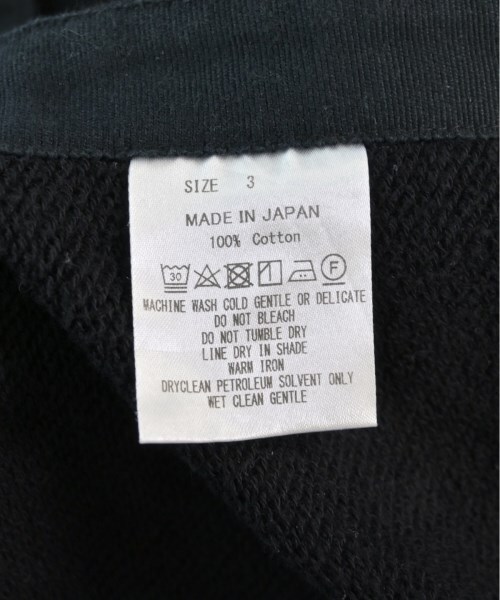 SIZE 3
MADE IN JAPAN
100% Cotton
30 F
MACHINE WASH COLD GENTLE OR DELICATE
DO NOT BLEACH
DO NOT TUMBLE DRY
LINE DRY IN SHADE
WARM IRON
DRYCLEAN PETROLEUM SOLVENT ONLY
WET CLEAN GENTLE